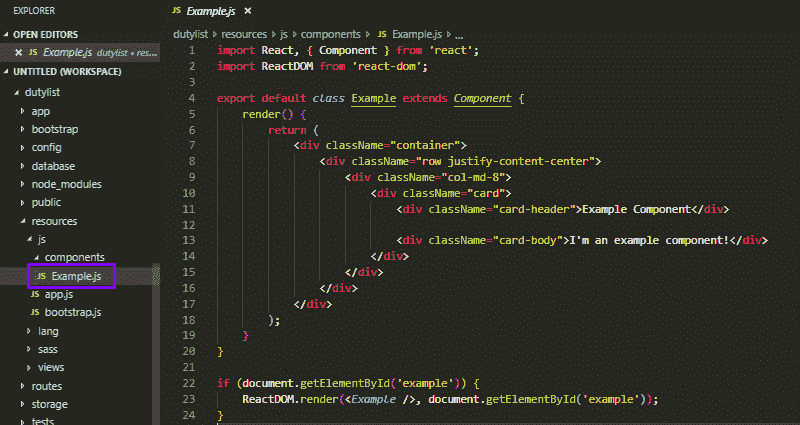 EXPLORER
OPEN EDITORS
Example.js dutylist • reso...
UNTITLED (WORKSPACE)
dutylist
app
bootstrap
config
database
node_modules
public
resources
js
components
JS Example.js
JS app.js
JS bootstrap.js
lang
sass
views
routes
storage
tests
JS Example.js ×
dutylist › resources › js › components › JS Example.js › ...
1 import React, { Component } from 'react';
2 import ReactDOM from 'react-dom';
3
4 export default class Example extends Component {
5 render() {
6 return (
7 <div className="container">
8 <div className="row justify-content-center">
9 <div className="col-md-8">
10 <div className="card">
11 <div className="card-header">Example Component</div>
12
13 <div className="card-body">I'm an example component!</div>
14 </div>
15 </div>
16 </div>
17 </div>
18 );
19 }
20 }
21
22 if (document.getElementById('example')) {
23 ReactDOM.render(<Example />, document.getElementById('example'));
24 }